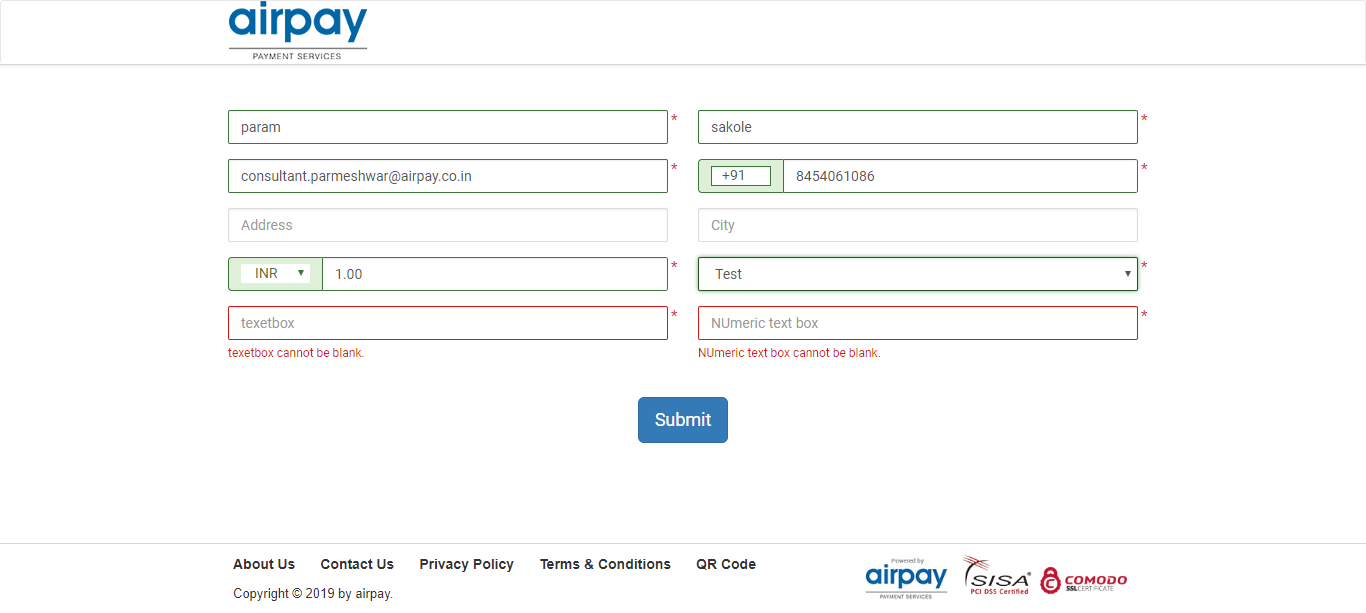 airpay
PAYMENT SERVICES
param * sakole *
consultant.parmeshwar@airpay.co.in * +91 8454061086 *
Address City
INR ▼ 1.00 * Test ▼ *
texetbox * NUmeric text box *
texetbox cannot be blank. NUmeric text box cannot be blank.
Submit
About Us Contact Us Privacy Policy Terms & Conditions QR Code
Copyright © 2019 by airpay.
Powered by
airpay
PAYMENT SERVICES
SISA
PCI DSS Certified
COMODO
SSL CERTIFICATE